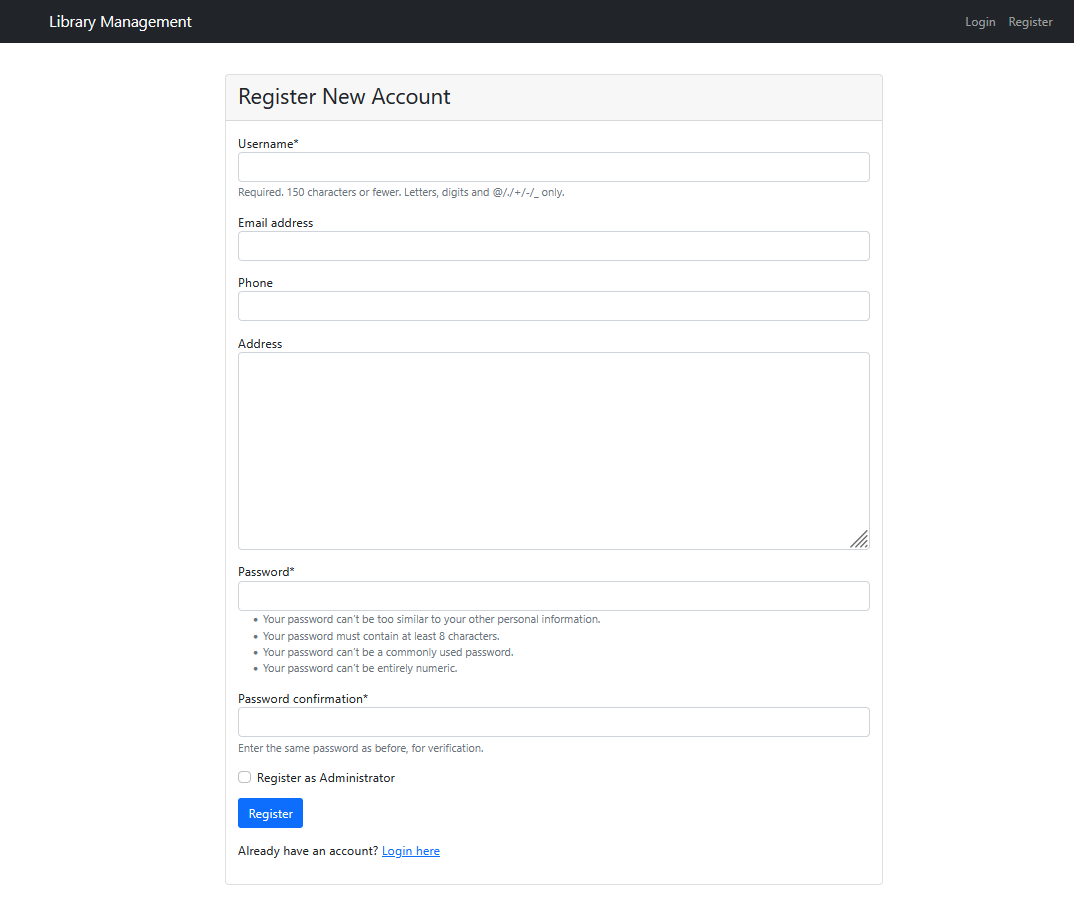 Library Management
Login Register
Register New Account
Username*
Required. 150 characters or fewer. Letters, digits and @/./+/-/_ only.
Email address
Phone
Address
Password*
• Your password can't be too similar to your other personal information.
• Your password must contain at least 8 characters.
• Your password can't be a commonly used password.
• Your password can't be entirely numeric.
Password confirmation*
Enter the same password as before, for verification.
Register as Administrator
Register
Already have an account? Login here